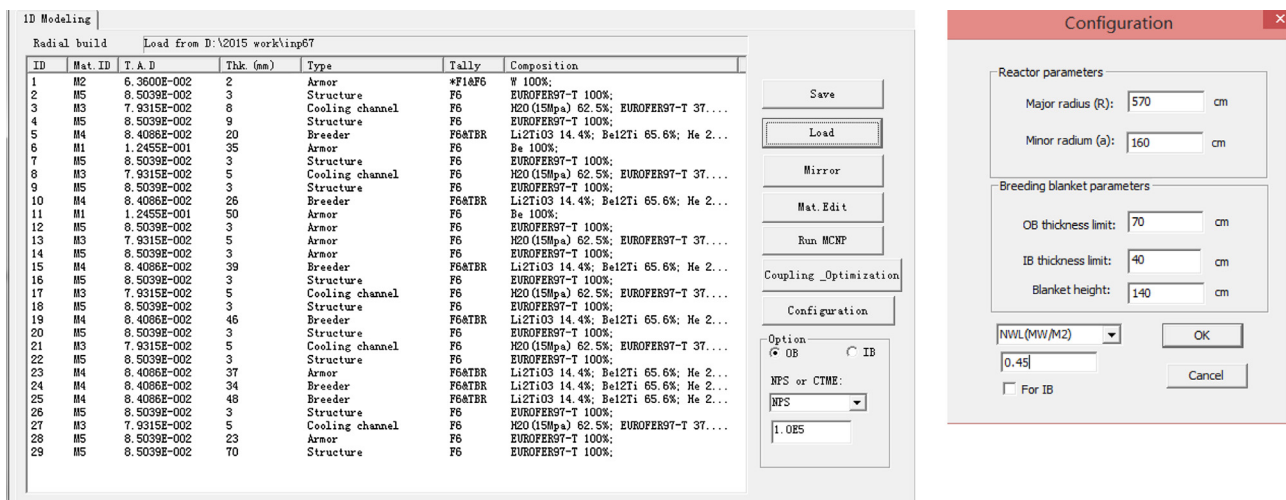 1D Modeling
Radial build Load from D:\2015 work\inp67
ID Mat.ID T.A.D Thk.(mm) Type Tally Composition
1 M2 6.3600E-002 2 Armor *F1&F6 W 100%;
2 M5 8.5039E-002 3 Structure F6 EUROFER97-T 100%;
3 M3 7.9315E-002 8 Cooling channel F6 H2O(15Mpa) 62.5%; EUROFER97-T 37....
4 M5 8.5039E-002 9 Structure F6 EUROFER97-T 100%;
5 M4 8.4086E-002 20 Breeder F6&TBR Li2TiO3 14.4%; Be12Ti 65.6%; He 2...
6 M1 1.2455E-001 35 Armor F6 Be 100%;
7 M5 8.5039E-002 3 Structure F6 EUROFER97-T 100%;
8 M3 7.9315E-002 5 Cooling channel F6 H2O(15Mpa) 62.5%; EUROFER97-T 37....
9 M5 8.5039E-002 3 Structure F6 EUROFER97-T 100%;
10 M4 8.4086E-002 26 Breeder F6&TBR Li2TiO3 14.4%; Be12Ti 65.6%; He 2...
11 M1 1.2455E-001 50 Armor F6 Be 100%;
12 M5 8.5039E-002 3 Armor F6 EUROFER97-T 100%;
13 M3 7.9315E-002 5 Armor F6 H2O(15Mpa) 62.5%; EUROFER97-T 37....
14 M5 8.5039E-002 3 Armor F6 EUROFER97-T 100%;
15 M4 8.4086E-002 39 Breeder F6&TBR Li2TiO3 14.4%; Be12Ti 65.6%; He 2...
16 M5 8.5039E-002 3 Structure F6 EUROFER97-T 100%;
17 M3 7.9315E-002 5 Cooling channel F6 H2O(15Mpa) 62.5%; EUROFER97-T 37....
18 M5 8.5039E-002 3 Structure F6 EUROFER97-T 100%;
19 M4 8.4086E-002 46 Breeder F6&TBR Li2TiO3 14.4%; Be12Ti 65.6%; He 2...
20 M5 8.5039E-002 3 Structure F6 EUROFER97-T 100%;
21 M3 7.9315E-002 5 Cooling channel F6 H2O(15Mpa) 62.5%; EUROFER97-T 37....
22 M5 8.5039E-002 3 Structure F6 EUROFER97-T 100%;
23 M4 8.4086E-002 37 Armor F6&TBR Li2TiO3 14.4%; Be12Ti 65.6%; He 2...
24 M4 8.4086E-002 34 Breeder F6&TBR Li2TiO3 14.4%; Be12Ti 65.6%; He 2...
25 M4 8.4086E-002 48 Breeder F6&TBR Li2TiO3 14.4%; Be12Ti 65.6%; He 2...
26 M5 8.5039E-002 3 Structure F6 EUROFER97-T 100%;
27 M3 7.9315E-002 5 Cooling channel F6 H2O(15Mpa) 62.5%; EUROFER97-T 37....
28 M5 8.5039E-002 23 Armor F6 EUROFER97-T 100%;
29 M5 8.5039E-002 70 Structure F6 EUROFER97-T 100%;
Save
Load
Mirror
Mat.Edit
Run MCNP
Coupling _Optimization
Configuration
Option
OB IB
NPS or CTME:
NPS
1.0E5
Configuration
Reactor parameters
Major radius (R): 570 cm
Minor radium (a): 160 cm
Breeding blanket parameters
OB thickness limit: 70 cm
IB thickness limit: 40 cm
Blanket height: 140 cm
NWL(MW/M2) OK
0.45
Cancel
For IB